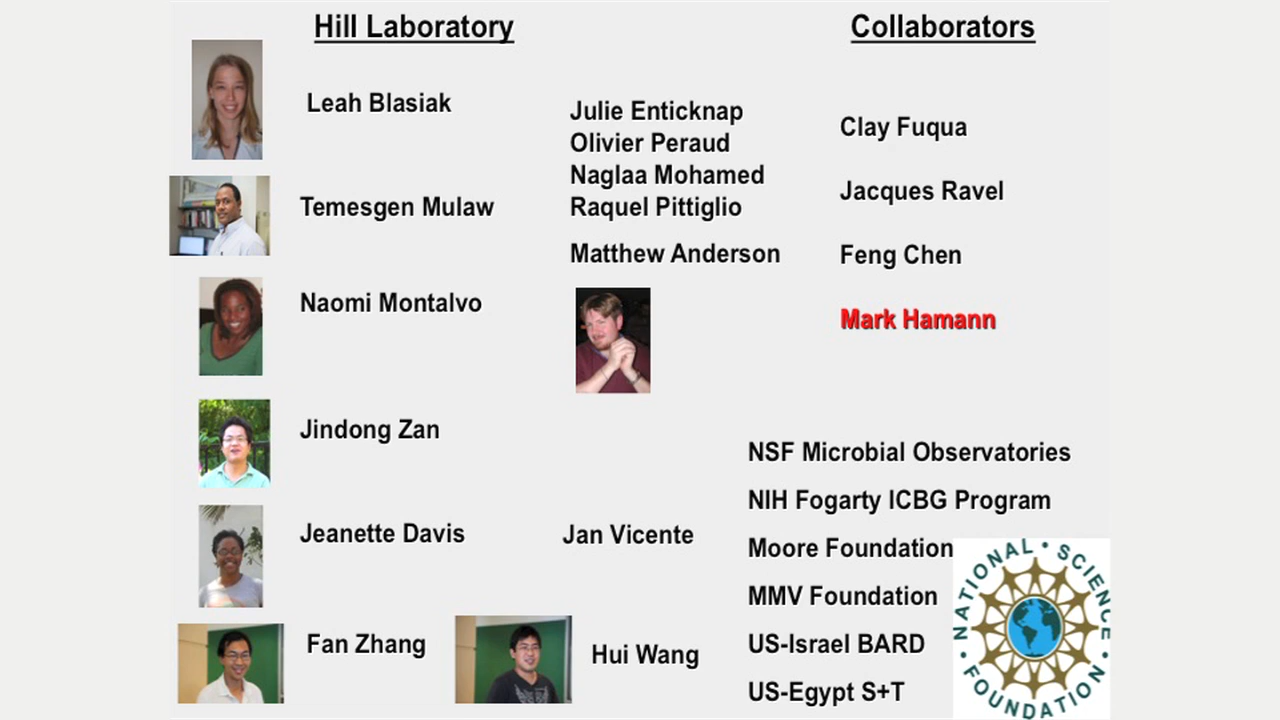 Hill Laboratory
Collaborators
Leah Blasiak
Temesgen Mulaw
Naomi Montalvo
Jindong Zan
Jeanette Davis
Fan Zhang
Julie Enticknap
Olivier Peraud
Naglaa Mohamed
Raquel Pittiglio
Matthew Anderson
Jan Vicente
Hui Wang
Clay Fuqua
Jacques Ravel
Feng Chen
Mark Hamann
NSF Microbial Observatories
NIH Fogarty ICBG Program
Moore Foundation
MMV Foundation
US-Israel BARD
US-Egypt S+T
NATIONAL • SCIENCE • FOUNDATION •